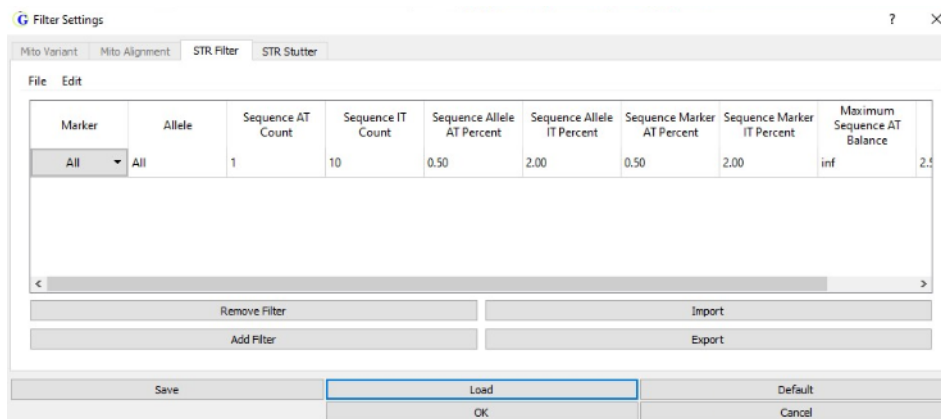 G Filter Settings ? ×
Mito Variant Mito Alignment STR Filter STR Stutter
File Edit
Marker Allele Sequence AT Count Sequence IT Count Sequence Allele AT Percent Sequence Allele IT Percent Sequence Marker AT Percent Sequence Marker IT Percent Maximum Sequence AT Balance
All All 1 10 0.50 2.00 0.50 2.00 inf
Remove Filter Import
Add Filter Export
Save Load Default
OK Cancel